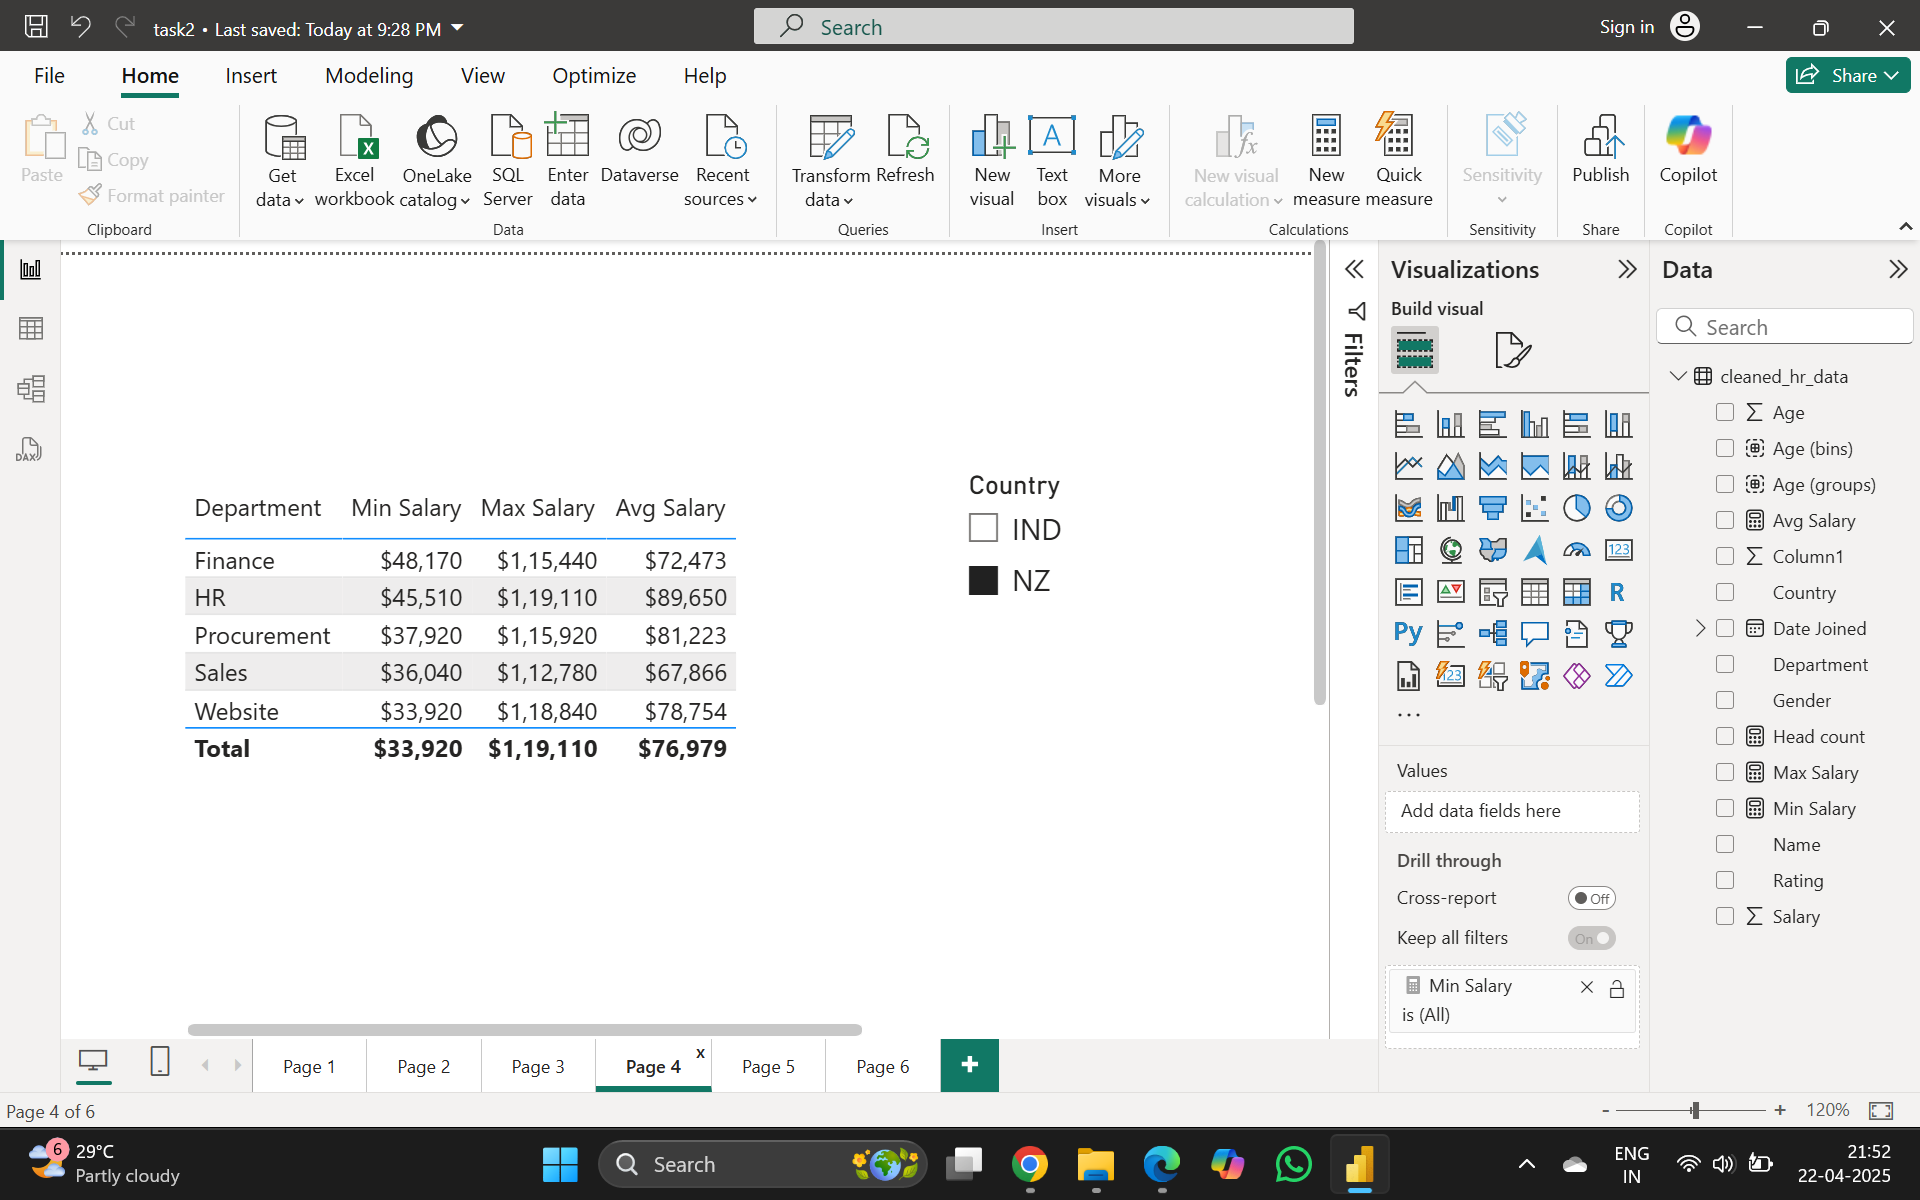 task2 • Last saved: Today at 9:28 PM
Search
Sign in
File Home Insert Modeling View Optimize Help
Share
Paste
Cut
Copy
Format painter
Clipboard
Get data
Excel workbook
OneLake catalog
SQL Server
Enter data
Dataverse
Recent sources
Data
Transform data
Refresh
Queries
New visual
Text box
More visuals
Insert
New visual calculation
New measure
Quick measure
Calculations
Sensitivity
Sensitivity
Publish
Share
Copilot
Copilot
DAX
Department Min Salary Max Salary Avg Salary
Finance $48,170 $1,15,440 $72,473
HR $45,510 $1,19,110 $89,650
Procurement $37,920 $1,15,920 $81,223
Sales $36,040 $1,12,780 $67,866
Website $33,920 $1,18,840 $78,754
Total $33,920 $1,19,110 $76,979
Country
IND
NZ
Filters
Visualizations
Build visual
123
R
Py
123
...
Values
Add data fields here
Drill through
Cross-report
Off
Keep all filters
On
Min Salary
is (All)
Data
Search
cleaned_hr_data
Age
Age (bins)
Age (groups)
Avg Salary
Column1
Country
Date Joined
Department
Gender
Head count
Max Salary
Min Salary
Name
Rating
Salary
Page 1 Page 2 Page 3 Page 4 x Page 5 Page 6 +
Page 4 of 6
- + 120%
6
29°C
Partly cloudy
Search
ENG
IN
21:52
22-04-2025